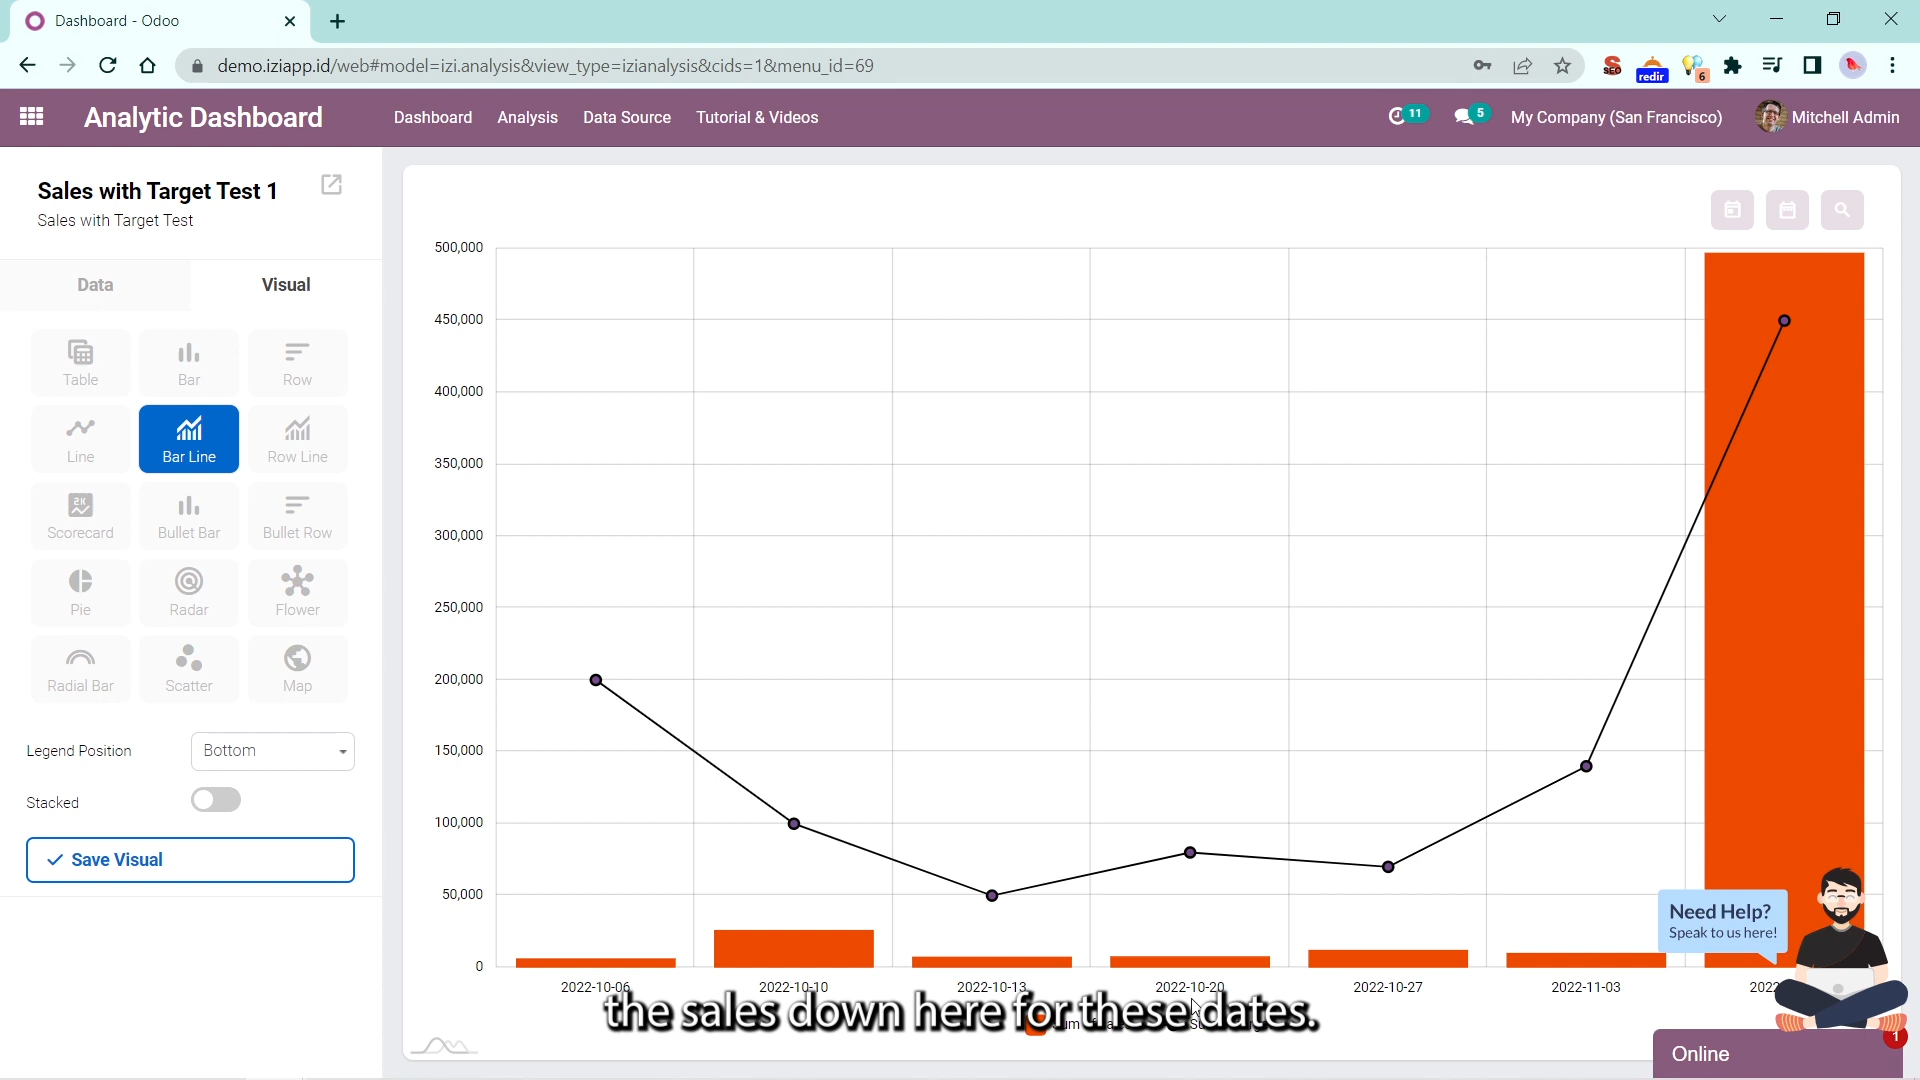 Dashboard - Odoo
demo.iziapp.id/web#model=izi.analysis&view_type=izianalysis&cids=1&menu_id=69
SEO
redir
6
Analytic Dashboard
Dashboard
Analysis
Data Source
Tutorial & Videos
11
5
My Company (San Francisco)
Mitchell Admin
Sales with Target Test 1
Sales with Target Test
Data
Visual
Table
Bar
Row
Line
Bar Line
Row Line
2K
Scorecard
Bullet Bar
Bullet Row
Pie
Radar
Flower
Radial Bar
Scatter
Map
Legend Position
Bottom
Stacked
Save Visual
500,000
450,000
400,000
350,000
300,000
250,000
200,000
150,000
100,000
50,000
0
2022-10-06
2022-10-10
2022-10-13
2022-10-20
2022-10-27
2022-11-03
2022
the sales down here for these dates.
Need Help?
Speak to us here!
1
Online